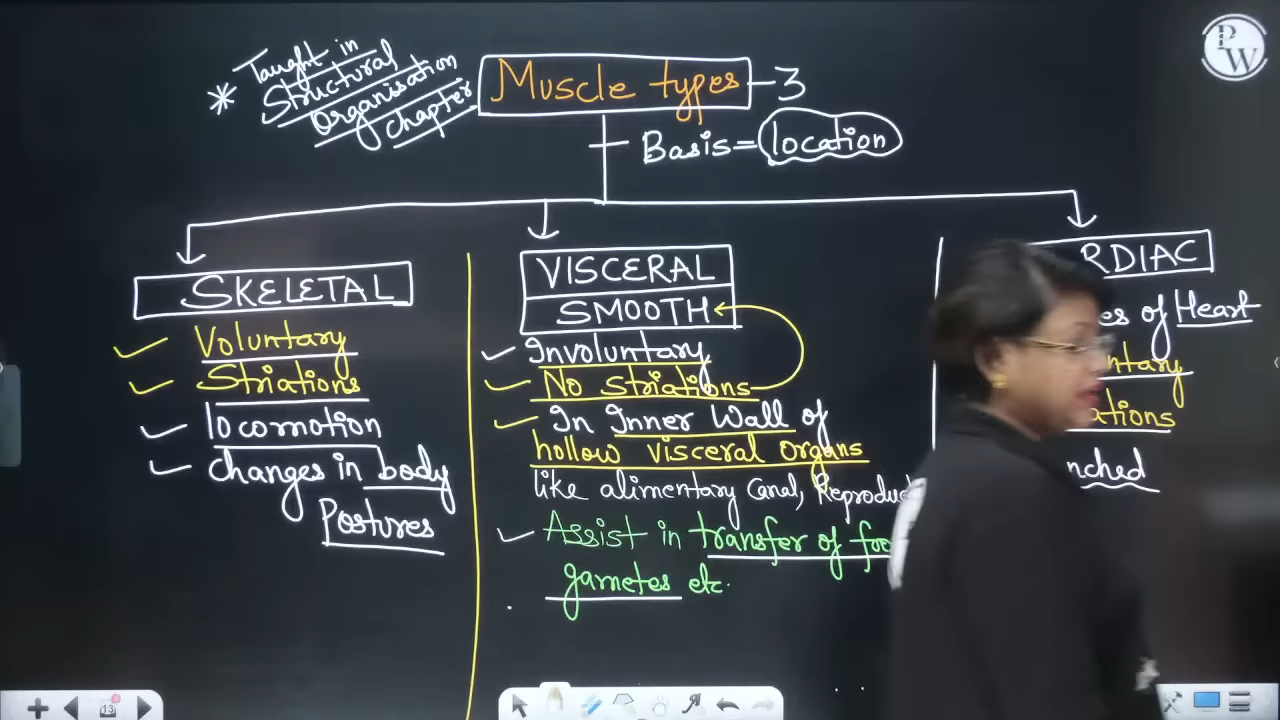 * Taught in
Structural
Organisation
chapter
Muscle types - 3
Basis = location
SKELETAL
Voluntary
Striations
locomotion
changes in body
Postures
VISCERAL
SMOOTH
Involuntary
No striations
In Inner Wall of
hollow visceral organs
like alimentary Canal,
Assist in transfer of
gametes etc.
of Heart
PW
13